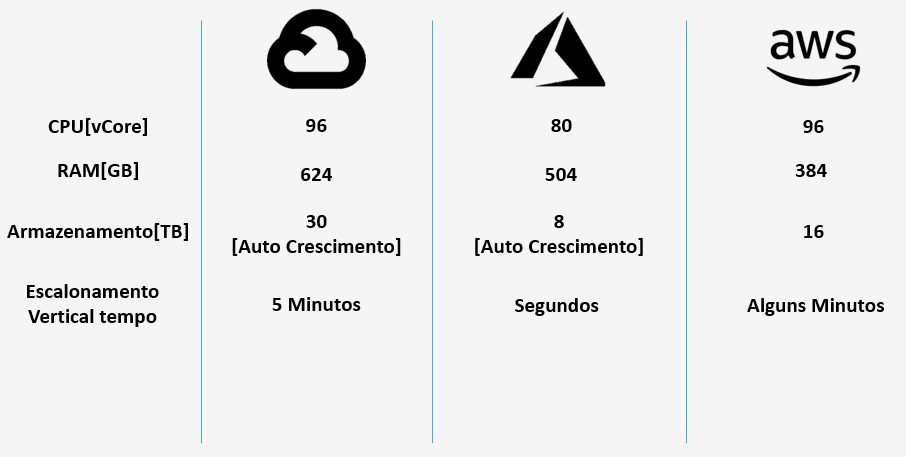 aws
CPU[vCore] 96 80 96
RAM[GB] 624 504 384
Armazenamento[TB] 30 8 16
[Auto Crescimento] [Auto Crescimento]
Escalonamento
Vertical tempo 5 Minutos Segundos Alguns Minutos